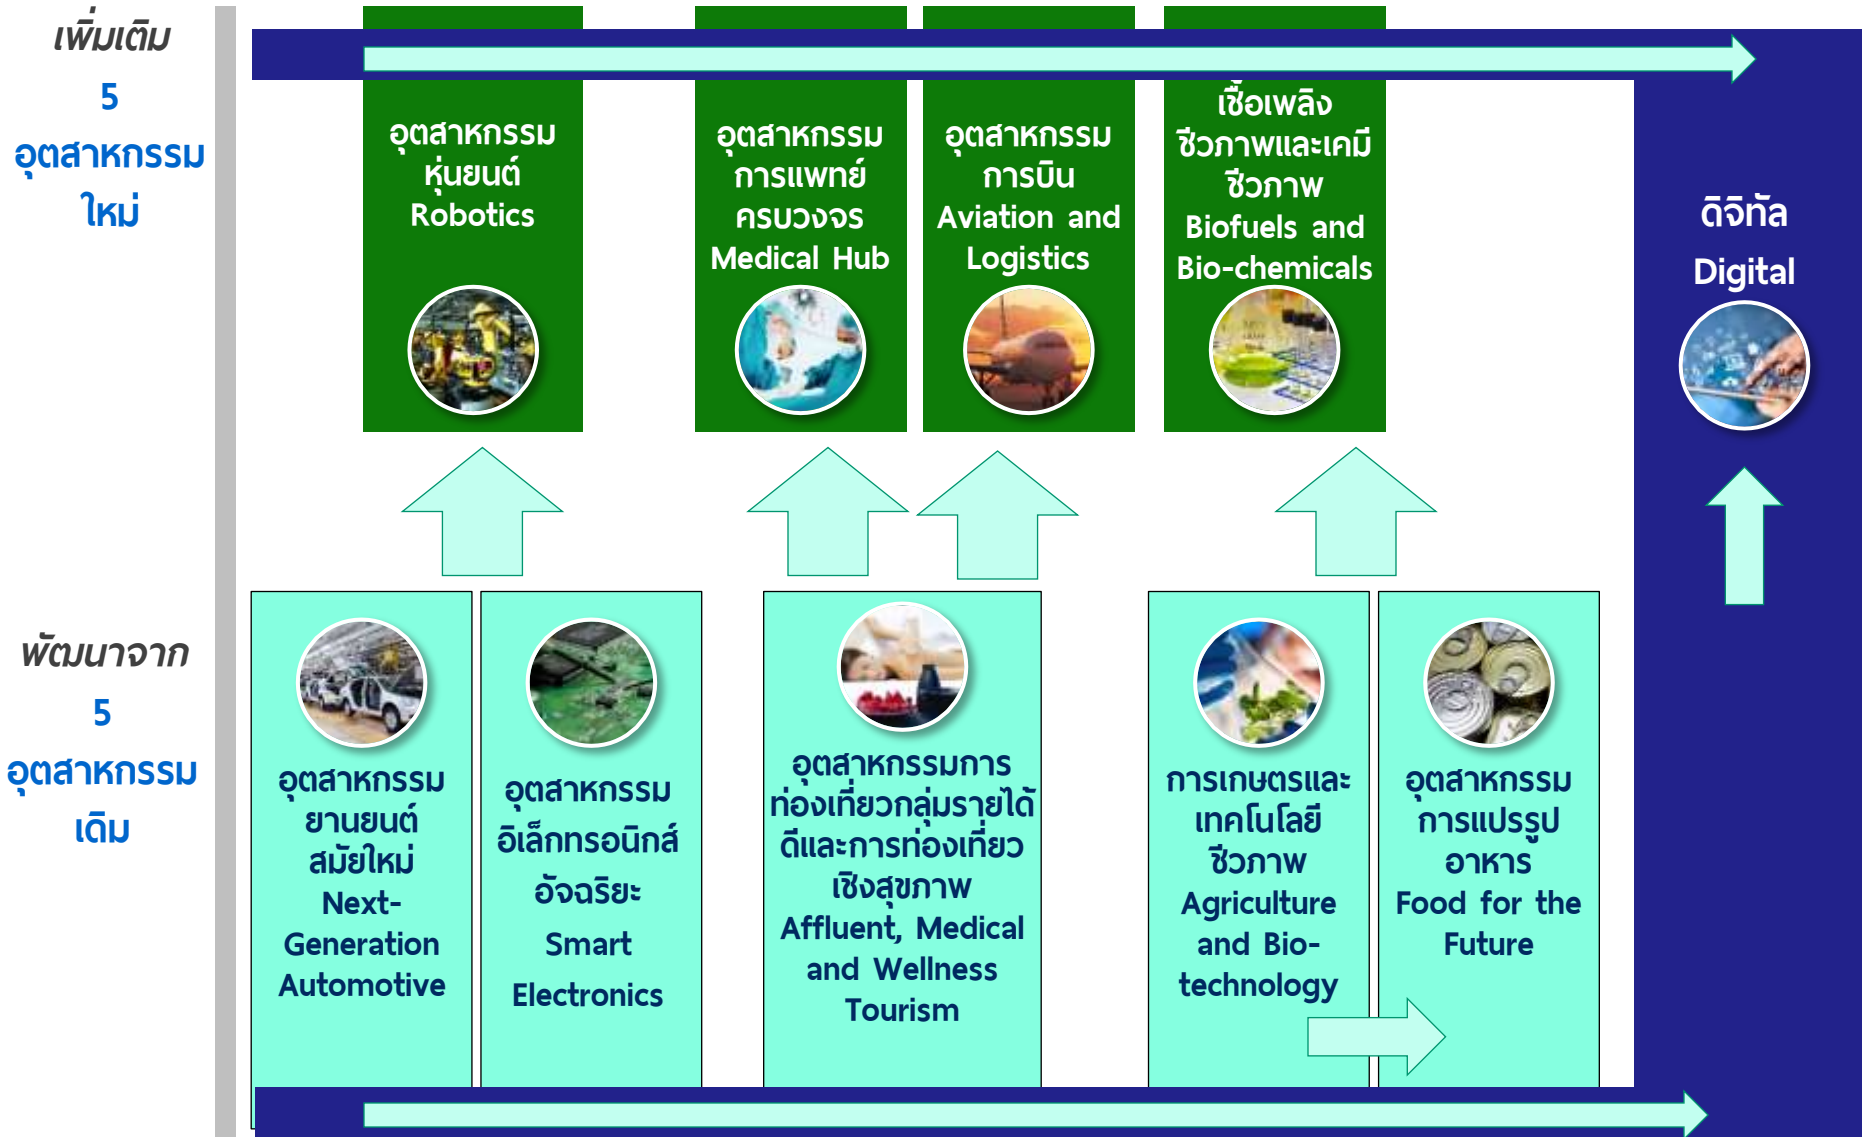 เพิ่มเติม
5
อุตสาหกรรม
ใหม่
อุตสาหกรรม
หุ่นยนต์
Robotics
อุตสาหกรรม
การแพทย์
ครบวงจร
Medical Hub
อุตสาหกรรม
การบิน
Aviation and
Logistics
เชื้อเพลิง
ชีวภาพและเคมี
ชีวภาพ
Biofuels and
Bio-chemicals
ดิจิทัล
Digital
พัฒนาจาก
5
อุตสาหกรรม
เดิม
อุตสาหกรรม
ยานยนต์
สมัยใหม่
Next-
Generation
Automotive
อุตสาหกรรม
อิเล็กทรอนิกส์
อัจฉริยะ
Smart
Electronics
อุตสาหกรรมการ
ท่องเที่ยวกลุ่มรายได้
ดีและการท่องเที่ยว
เชิงสุขภาพ
Affluent, Medical
and Wellness
Tourism
การเกษตรและ
เทคโนโลยี
ชีวภาพ
Agriculture
and Bio-
technology
อุตสาหกรรม
การแปรรูป
อาหาร
Food for the
Future